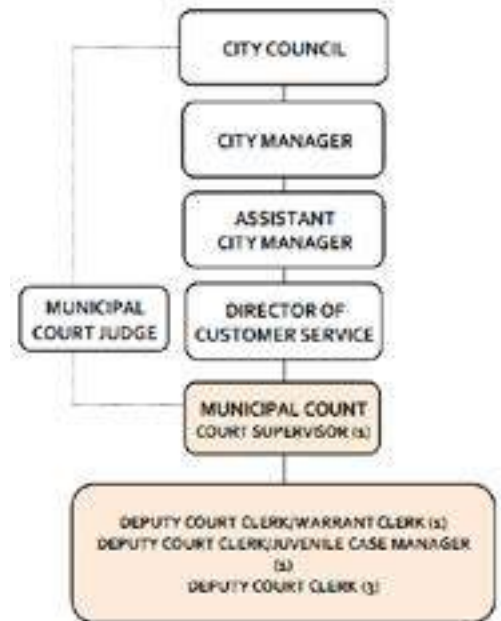 CITY COUNCIL
CITY MANAGER
ASSISTANT
CITY MANAGER
MUNICIPAL
COURT JUDGE
DIRECTOR OF
CUSTOMER SERVICE
MUNICIPAL COUNT
COURT SUPERVISOR (1)
DEPUTY COURT CLERK/WARRANT CLERK (1)
DEPUTY COURT CLERK/JUVENILE CASE MANAGER
(1)
DEPUTY COURT CLERK (3)